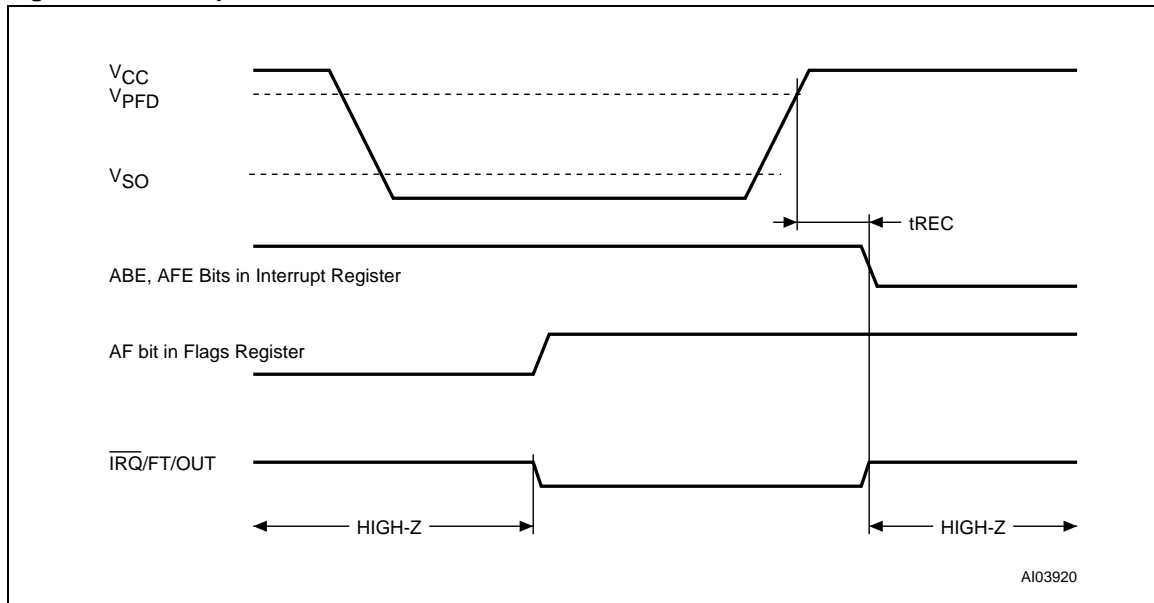 VCC
VPFD
VSO
tREC
ABE, AFE Bits in Interrupt Register
AF bit in Flags Register
IRQ/FT/OUT
HIGH-Z
HIGH-Z
AI03920